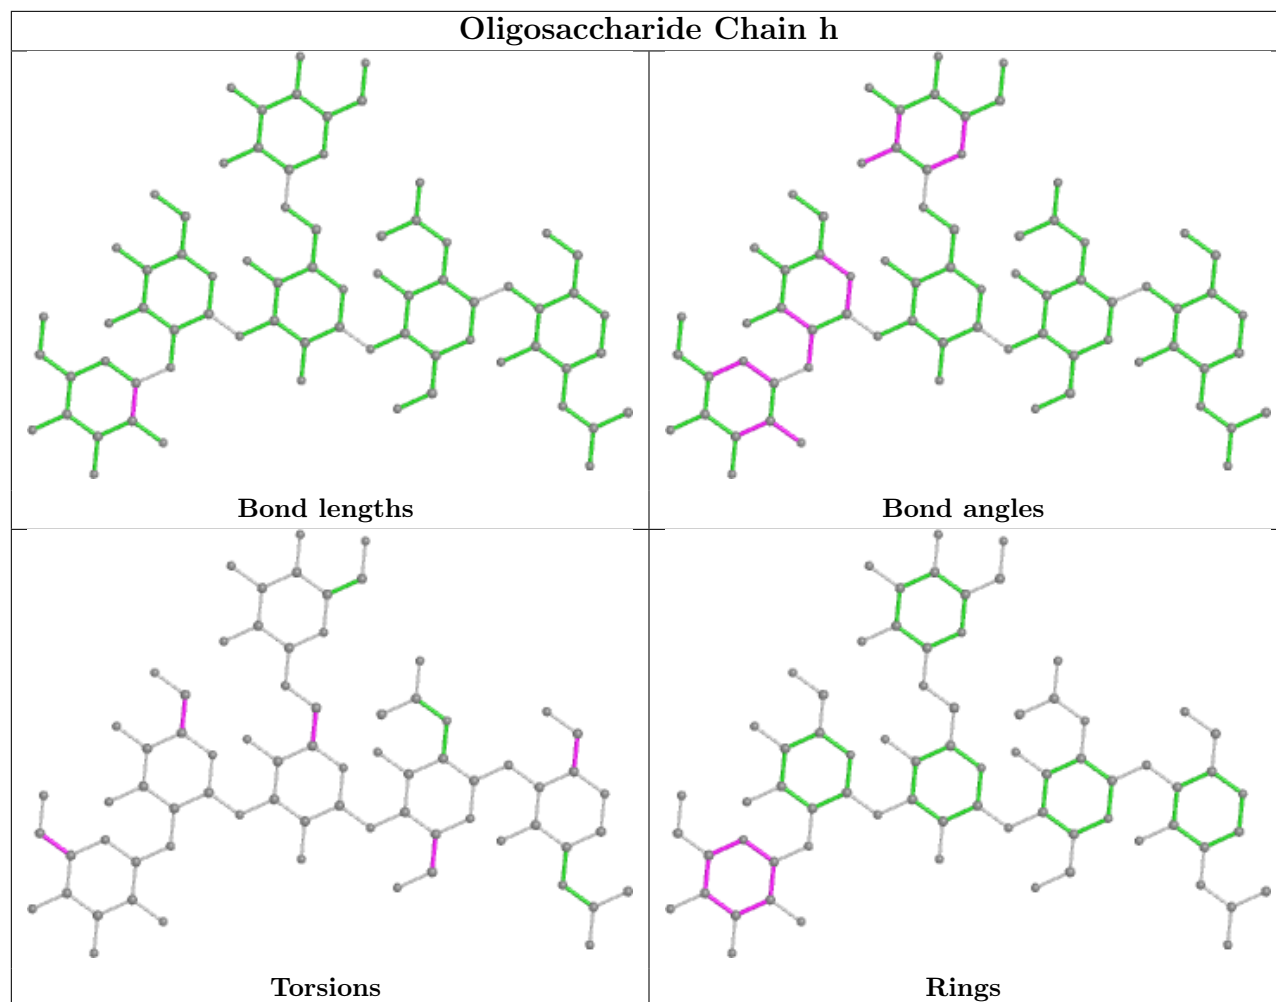 Oligosaccharide Chain h
Bond lengths
Bond angles
Torsions
Rings